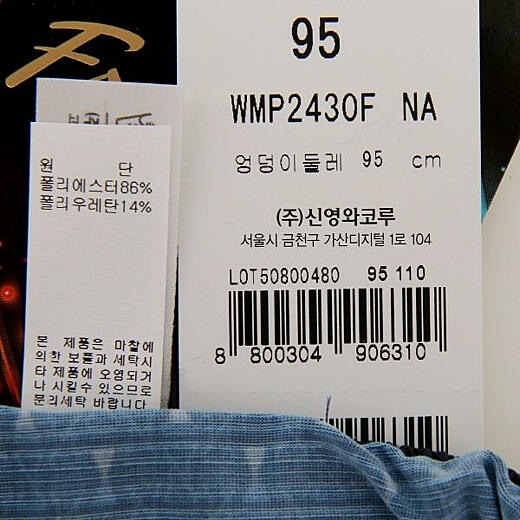 95
WMP2430F NA
엉덩이둘레 95 cm
(주)신영와코루
서울시 금천구 가산디지털 1로 104
LOT50800480 95 110
8 800304 906310
원 단
폴리에스터86%
폴리우레탄14%
본 제품은 마찰에
의한 보풀과 세탁시
타 제품에 오염되거
나 시킬수 있으므로
분리세탁 바랍니다